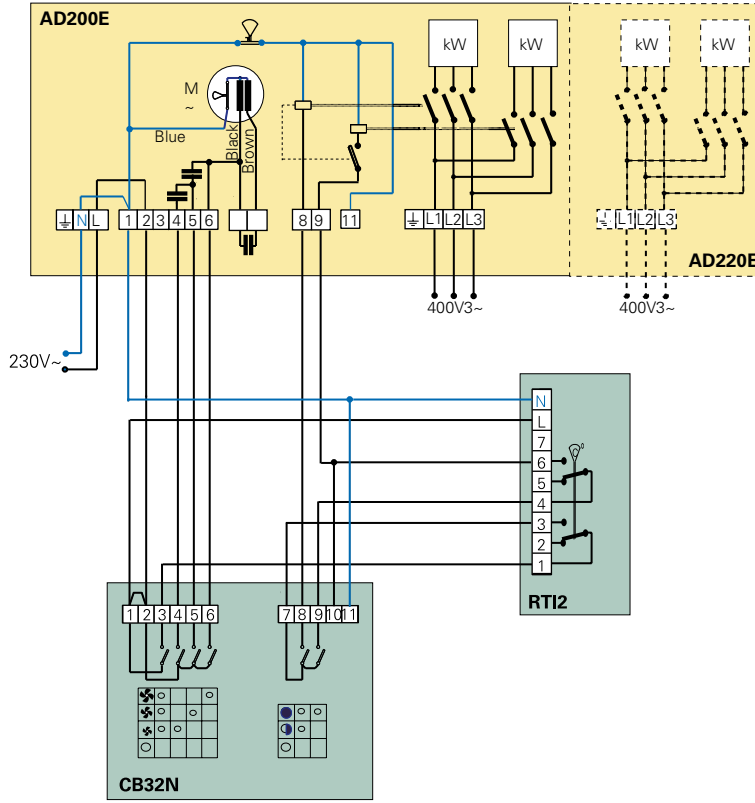 AD200E
kW
kW
kW
kW
M
~
Blue
Black
Brown
N L
1 2 3 4 5 6
8 9
11
L1 L2 L3
L1 L2 L3
AD220E
400V3~
400V3~
230V~
N
L
7
6
5
4
3
2
1
RTI2
1 2 3 4 5 6
7 8 9 10 11
CB32N